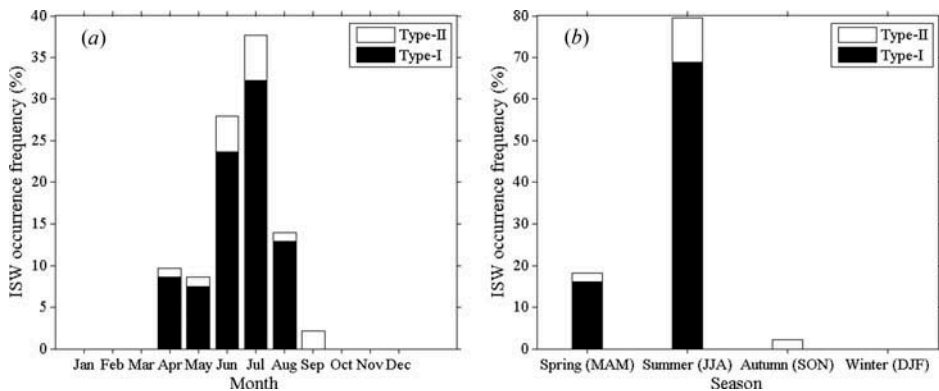 (a)
Type-II
Type-I
ISW occurrence frequency (%)
40
35
30
25
20
15
10
5
0
Jan Feb Mar Apr May Jun Jul Aug Sep Oct Nov Dec
Month
(b)
Type-II
Type-I
ISW occurrence frequency (%)
80
70
60
50
40
30
20
10
0
Spring (MAM) Summer (JJA) Autumn (SON) Winter (DJF)
Season